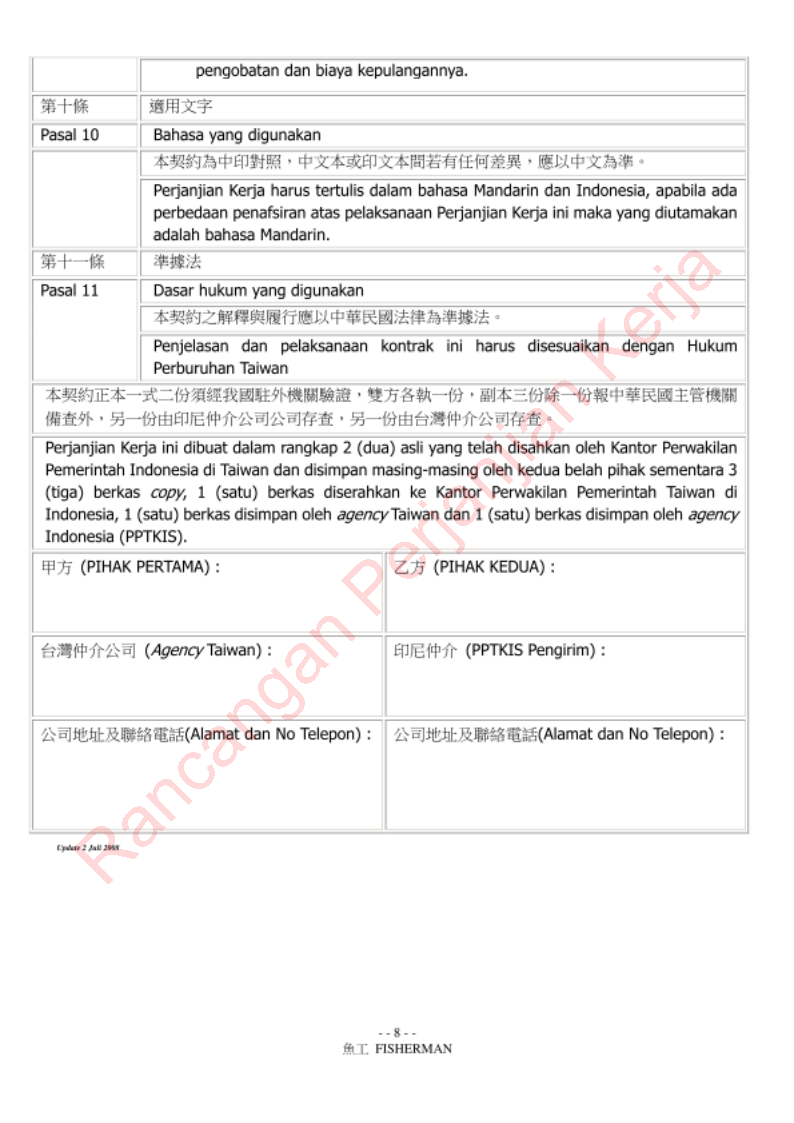 pengobatan dan biaya kepulangannya.
第十條 適用文字
Pasal 10 Bahasa yang digunakan
本契約為中印對照，中文本或印文本間若有任何差異，應以中文為準。
Perjanjian Kerja harus tertulis dalam bahasa Mandarin dan Indonesia, apabila ada
perbedaan penafsiran atas pelaksanaan Perjanjian Kerja ini maka yang diutamakan
adalah bahasa Mandarin.
第十一條 準據法
Pasal 11 Dasar hukum yang digunakan
本契約之解釋與履行應以中華民國法律為準據法。
Penjelasan dan pelaksanaan kontrak ini harus disesuaikan dengan Hukum
Perburuhan Taiwan
本契約正本一式二份須經我國駐外機關驗證，雙方各執一份，副本三份除一份報中華民國主管機關
備查外，另一份由印尼仲介公司公司存查，另一份由台灣仲介公司存查。
Perjanjian Kerja ini dibuat dalam rangkap 2 (dua) asli yang telah disahkan oleh Kantor Perwakilan
Pemerintah Indonesia di Taiwan dan disimpan masing-masing oleh kedua belah pihak sementara 3
(tiga) berkas copy, 1 (satu) berkas diserahkan ke Kantor Perwakilan Pemerintah Taiwan di
Indonesia, 1 (satu) berkas disimpan oleh agency Taiwan dan 1 (satu) berkas disimpan oleh agency
Indonesia (PPTKIS).
甲方 (PIHAK PERTAMA) : 乙方 (PIHAK KEDUA) :
台灣仲介公司 (Agency Taiwan) : 印尼仲介 (PPTKIS Pengirim) :
公司地址及聯絡電話(Alamat dan No Telepon) : 公司地址及聯絡電話(Alamat dan No Telepon) :
Rancangan Perjanjian Kerja
Update 2 Juli 2008
- - 8 - -
魚工 FISHERMAN